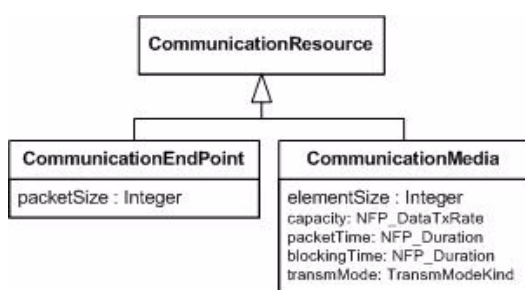 CommunicationResource
CommunicationEndPoint
packetSize : Integer
CommunicationMedia
elementSize : Integer
capacity: NFP_DataTxRate
packetTime: NFP_Duration
blockingTime: NFP_Duration
transmMode: TransmModeKind